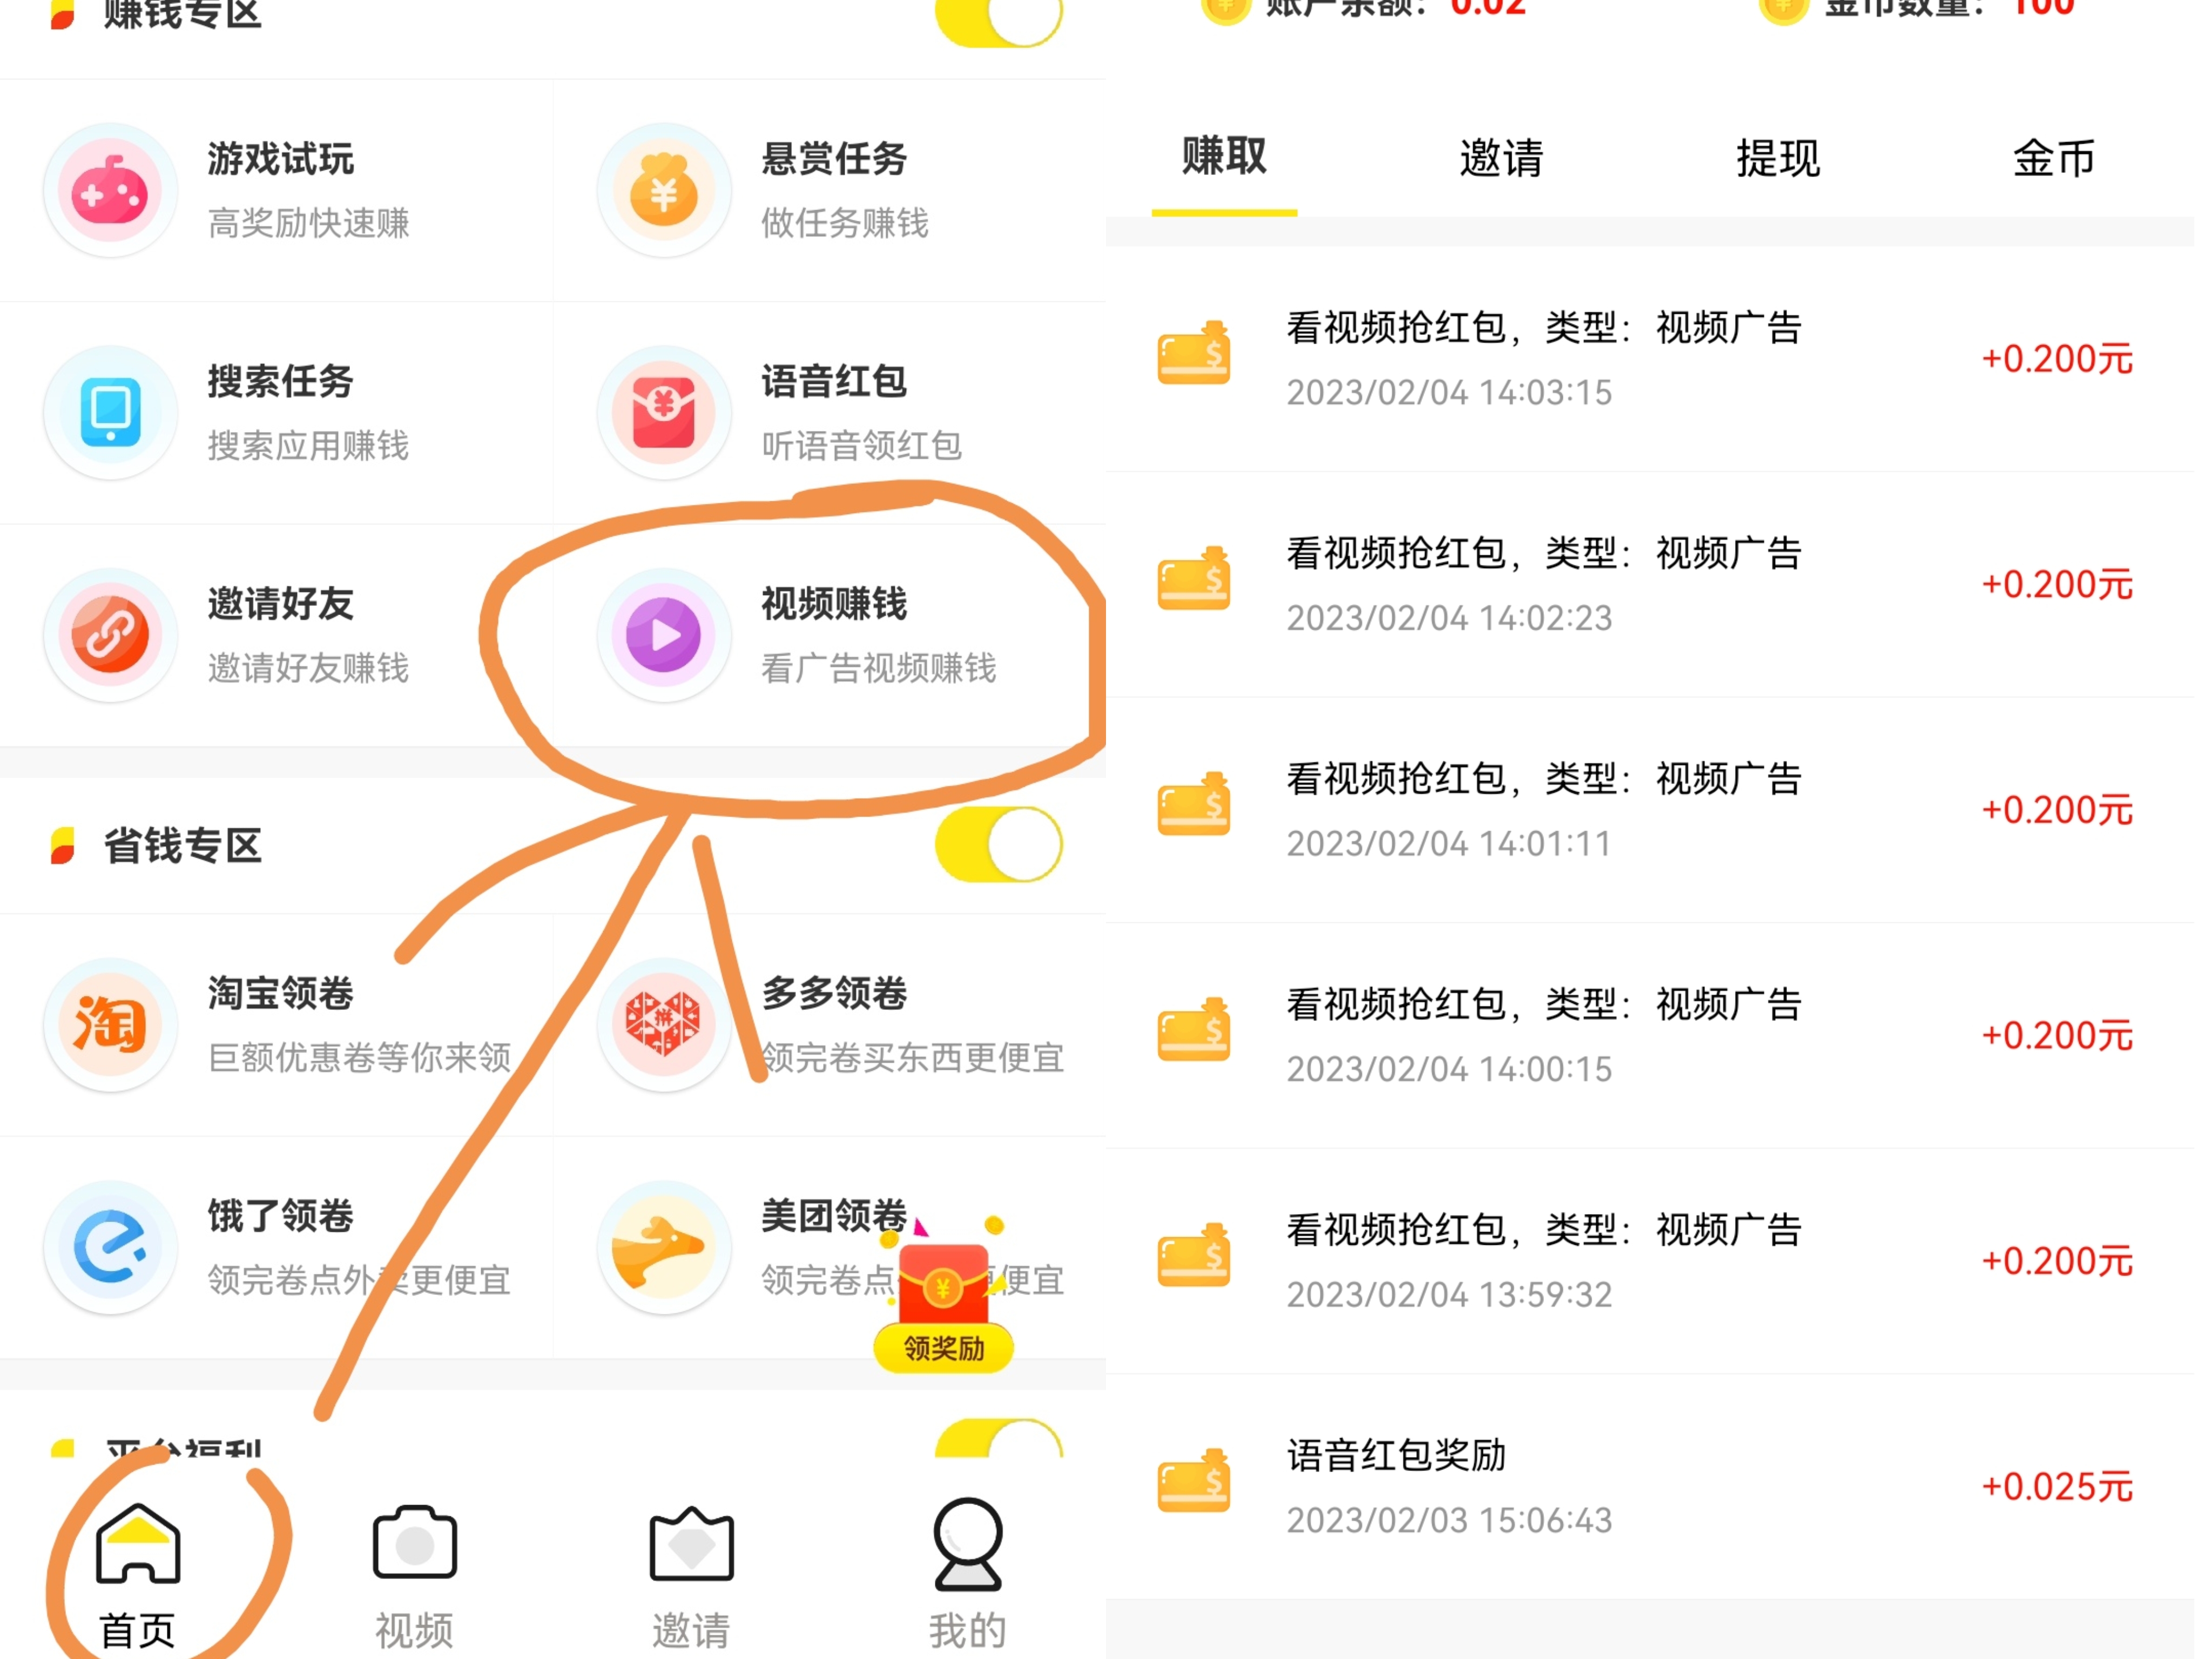 赚钱专区
游戏试玩
高奖励快速赚
悬赏任务
做任务赚钱
搜索任务
搜索应用赚钱
语音红包
听语音领红包
邀请好友
邀请好友赚钱
视频赚钱
看广告视频赚钱
省钱专区
淘宝领卷
巨额优惠卷等你来领
多多领卷
领完卷买东西更便宜
饿了领卷
领完卷点外卖更便宜
美团领卷
领完卷点 便宜
领奖励
平台福利
首页
视频
邀请
我的
账户余额：0.02
金币数量：100
赚取
邀请
提现
金币
看视频抢红包，类型：视频广告
2023/02/04 14:03:15
+0.200元
看视频抢红包，类型：视频广告
2023/02/04 14:02:23
+0.200元
看视频抢红包，类型：视频广告
2023/02/04 14:01:11
+0.200元
看视频抢红包，类型：视频广告
2023/02/04 14:00:15
+0.200元
看视频抢红包，类型：视频广告
2023/02/04 13:59:32
+0.200元
语音红包奖励
2023/02/03 15:06:43
+0.025元